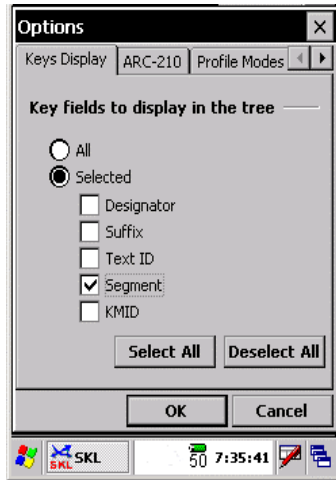 Options
Keys Display ARC-210 Profile Modes
Key fields to display in the tree
All
Selected
Designator
Suffix
Text ID
Segment
KMID
Select All Deselect All
OK Cancel
SKL SKL 50 7:35:41